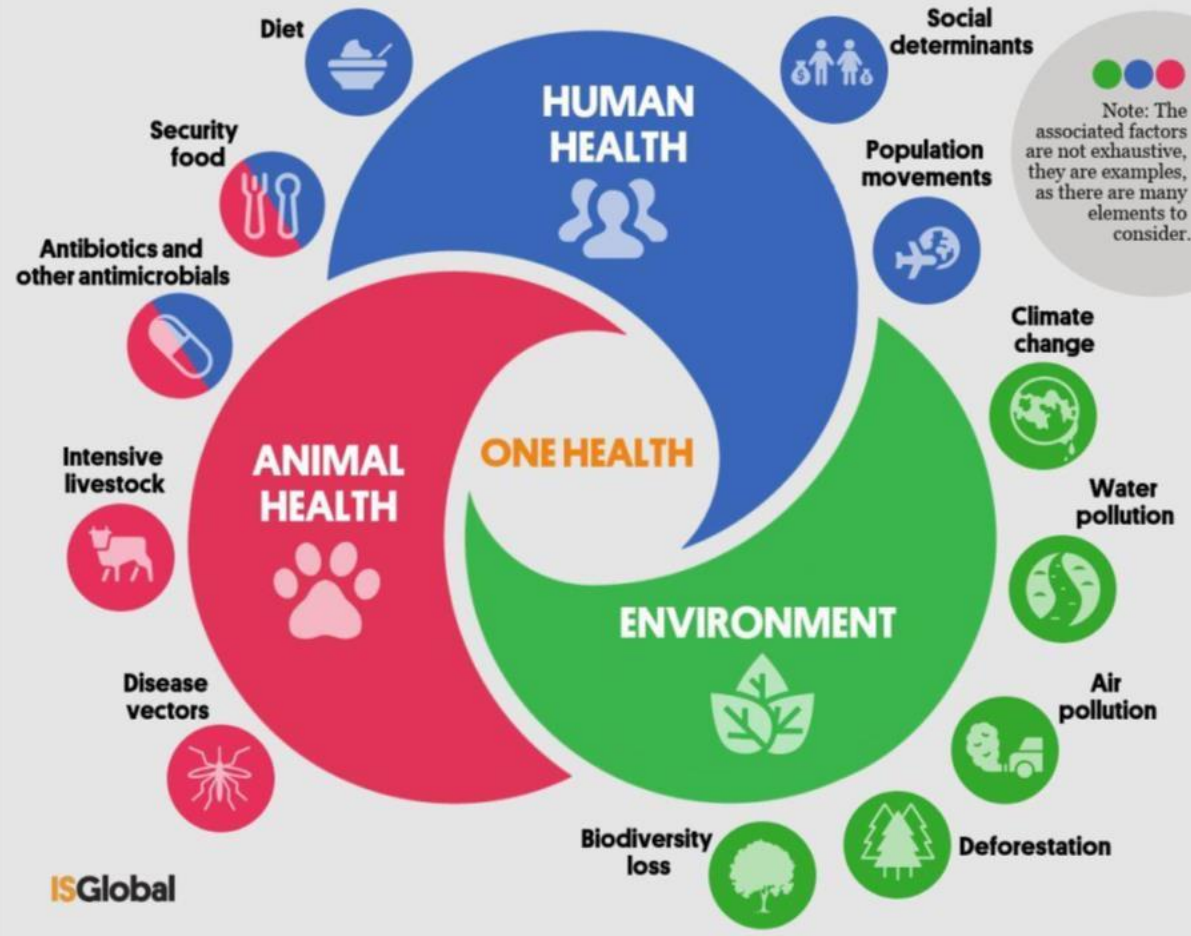 Diet
Social
determinants
HUMAN
HEALTH
Security
food
Population
movements
Note: The
associated factors
are not exhaustive,
they are examples,
as there are many
elements to
consider.
Antibiotics and
other antimicrobials
Climate
change
ONE HEALTH
ANIMAL
HEALTH
Intensive
livestock
Water
pollution
ENVIRONMENT
Disease
vectors
Air
pollution
Biodiversity
loss
Deforestation
ISGlobal